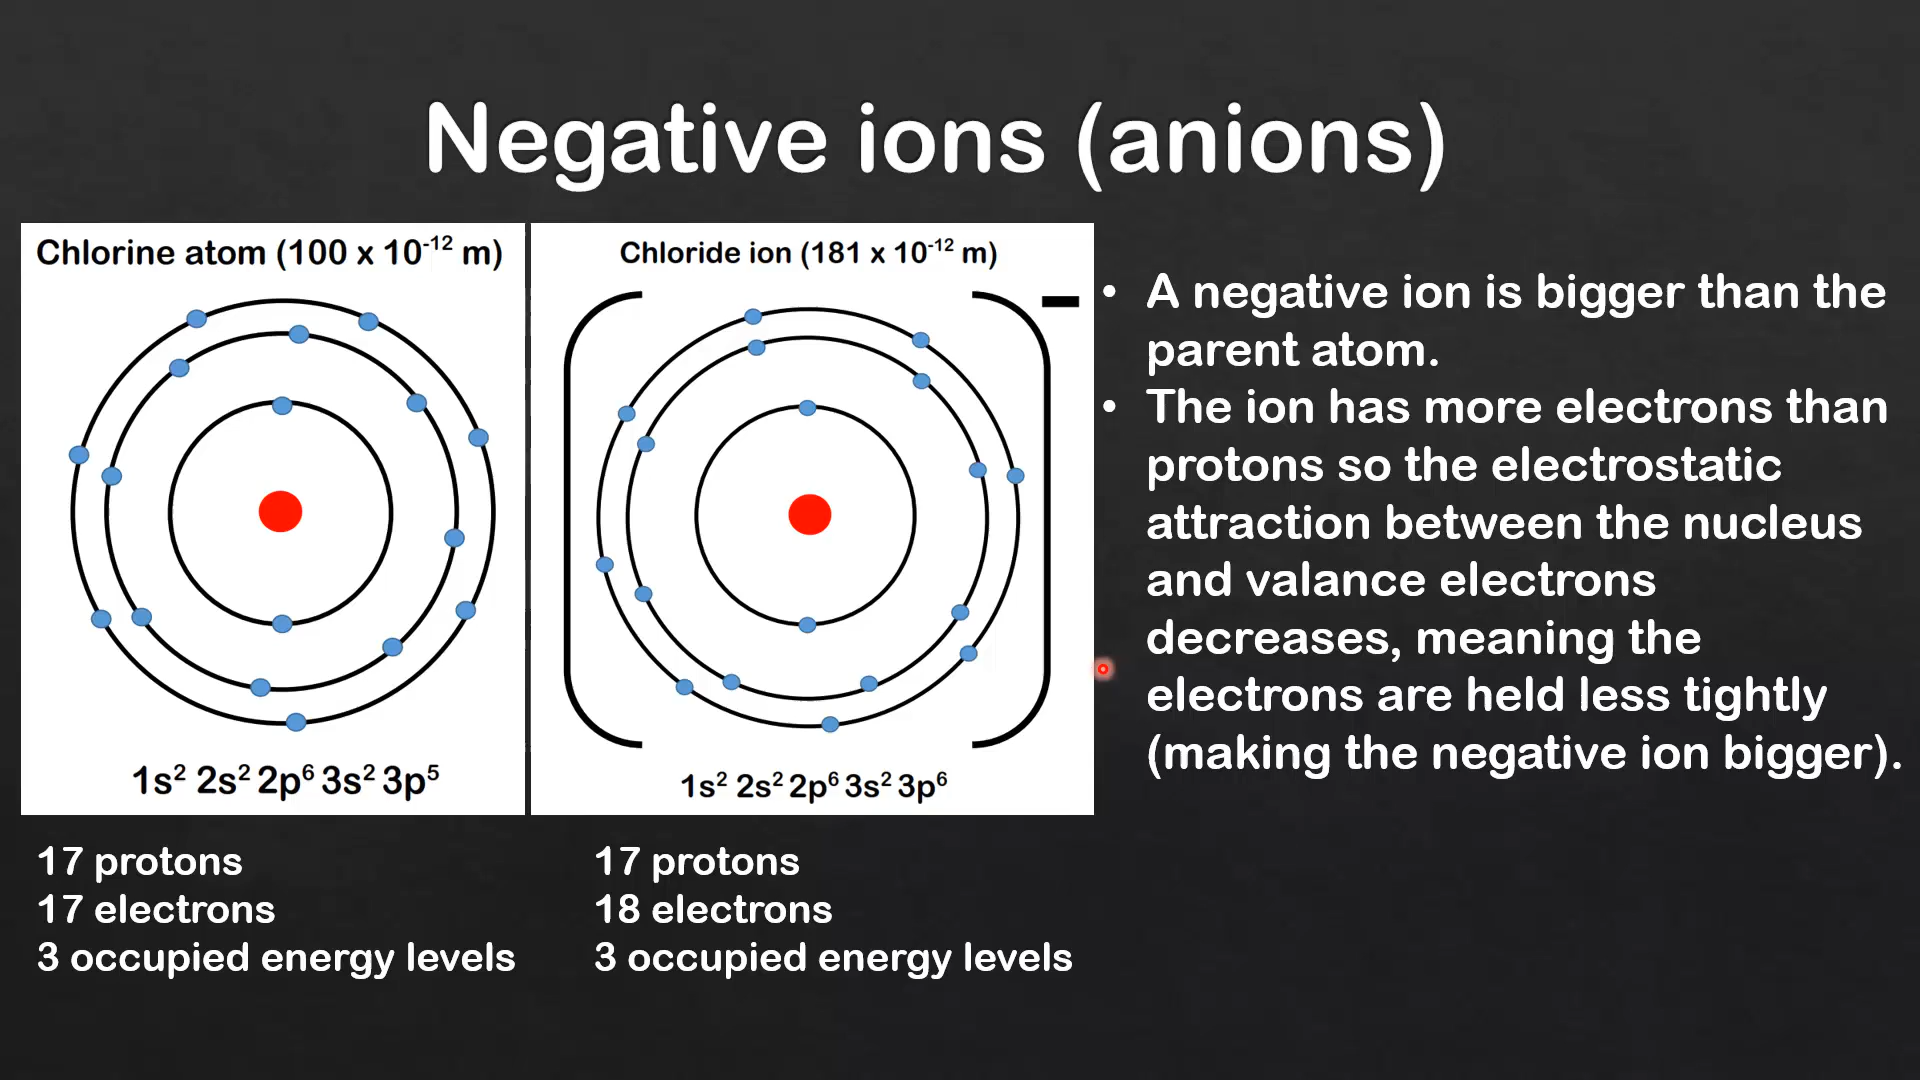 Negative ions (anions)
Chlorine atom (100 x 10⁻¹² m)
1s² 2s² 2p⁶ 3s² 3p⁵
17 protons
17 electrons
3 occupied energy levels
Chloride ion (181 x 10⁻¹² m)
–
1s² 2s² 2p⁶ 3s² 3p⁶
17 protons
18 electrons
3 occupied energy levels
• A negative ion is bigger than the
parent atom.
• The ion has more electrons than
protons so the electrostatic
attraction between the nucleus
and valance electrons
decreases, meaning the
electrons are held less tightly
(making the negative ion bigger).